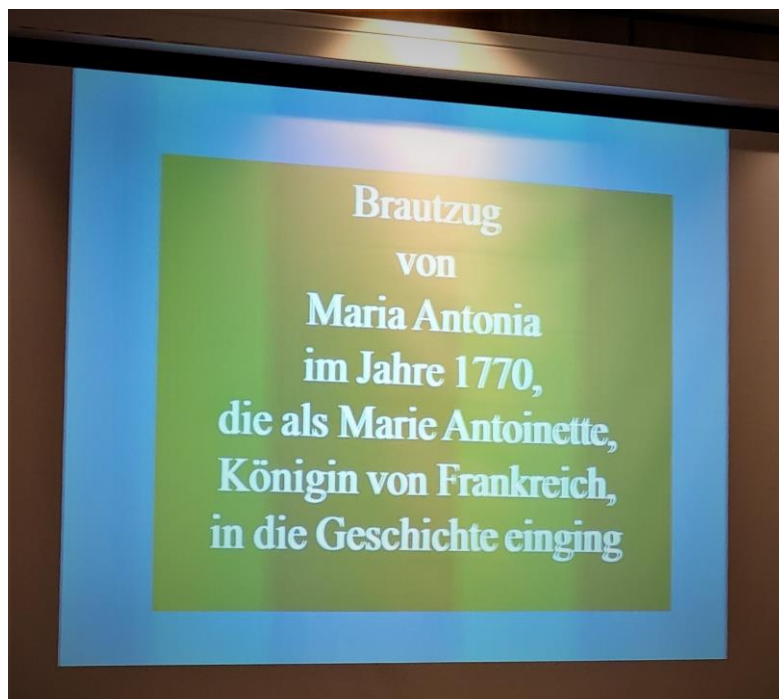 Brautzug
von
Maria Antonia
im Jahre 1770,
die als Marie Antoinette,
Königin von Frankreich,
in die Geschichte einging